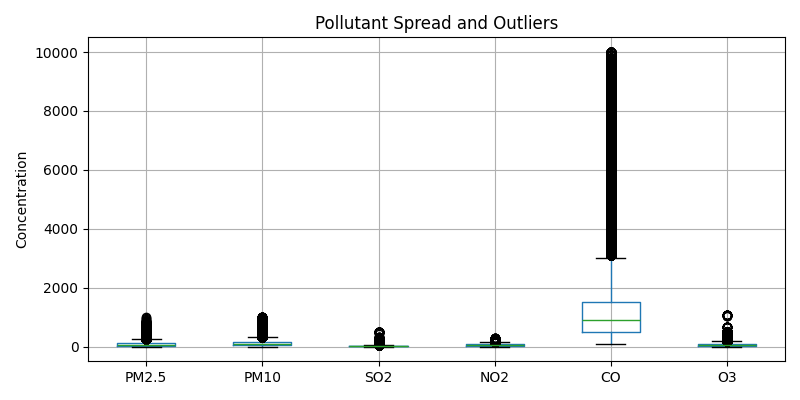 Pollutant Spread and Outliers
Concentration
10000
8000
6000
4000
2000
0
PM2.5 PM10 SO2 NO2 CO O3